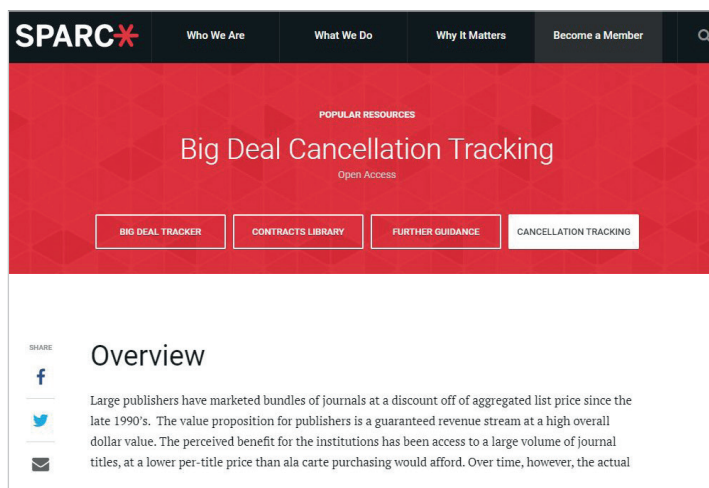 SPARC
Who We Are
What We Do
Why It Matters
Become a Member
POPULAR RESOURCES
Big Deal Cancellation Tracking
Open Access
BIG DEAL TRACKER
CONTRACTS LIBRARY
FURTHER GUIDANCE
CANCELLATION TRACKING
SHARE
Overview
Large publishers have marketed bundles of journals at a discount off of aggregated list price since the
late 1990's. The value proposition for publishers is a guaranteed revenue stream at a high overall
dollar value. The perceived benefit for the institutions has been access to a large volume of journal
titles, at a lower per-title price than ala carte purchasing would afford. Over time, however, the actual